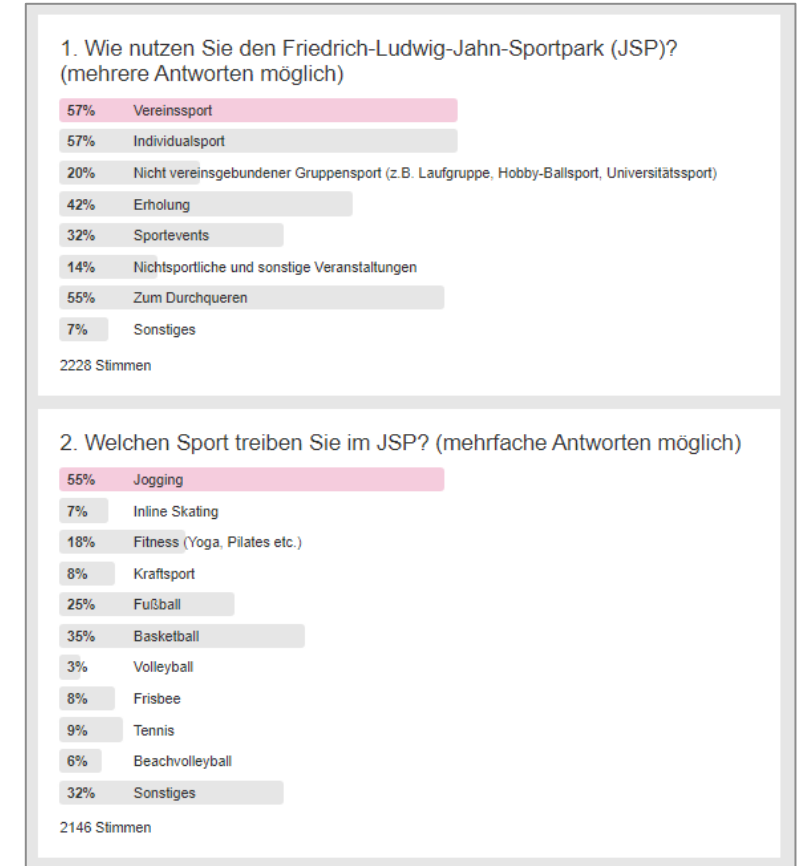 1. Wie nutzen Sie den Friedrich-Ludwig-Jahn-Sportpark (JSP)?
(mehrere Antworten möglich)
57% Vereinssport
57% Individualsport
20% Nicht vereinsgebundener Gruppensport (z.B. Laufgruppe, Hobby-Ballsport, Universitätssport)
42% Erholung
32% Sportevents
14% Nichtsportliche und sonstige Veranstaltungen
55% Zum Durchqueren
7% Sonstiges
2228 Stimmen
2. Welchen Sport treiben Sie im JSP? (mehrfache Antworten möglich)
55% Jogging
7% Inline Skating
18% Fitness (Yoga, Pilates etc.)
8% Kraftsport
25% Fußball
35% Basketball
3% Volleyball
8% Frisbee
9% Tennis
6% Beachvolleyball
32% Sonstiges
2146 Stimmen